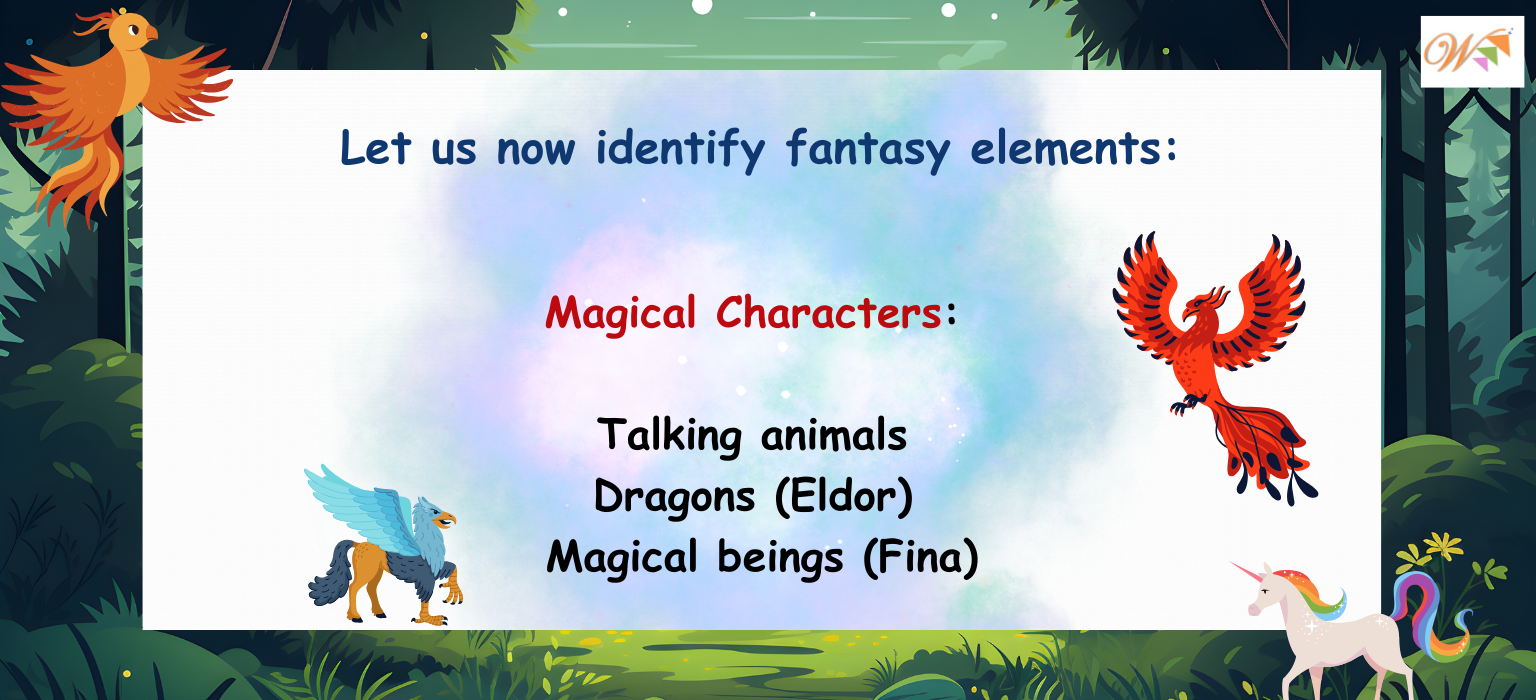 Let us now identify fantasy elements:
Magical Characters:
Talking animals
Dragons (Eldor)
Magical beings (Fina)